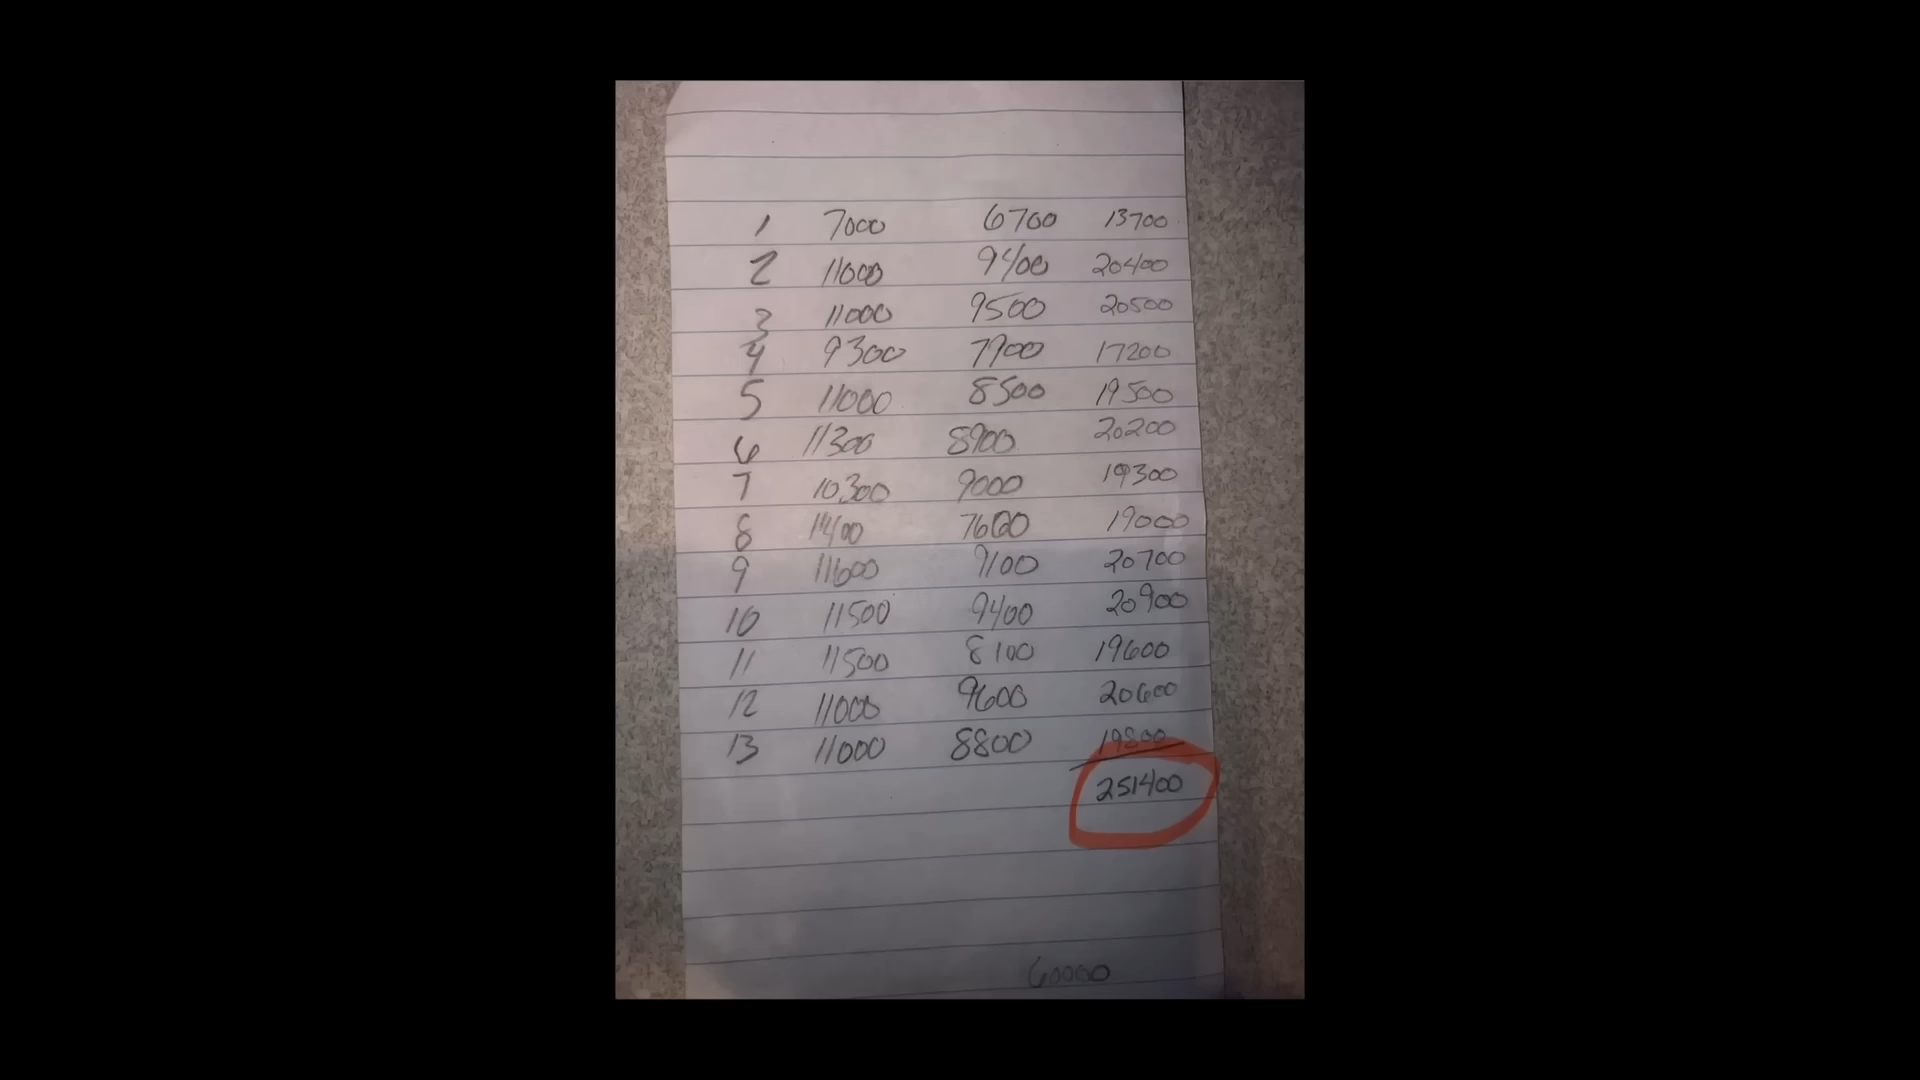 1 7000 6700 13700
2 11000 9400 20400
3 11000 9500 20500
4 9300 7900 17200
5 11000 8500 19500
6 11300 8900 20200
7 10,300 9000 19300
8 11400 7600 19000
9 11600 9100 20700
10 11500 9400 20900
11 11500 8100 19600
12 11000 9600 20600
13 11000 8800 19800
251400
60000